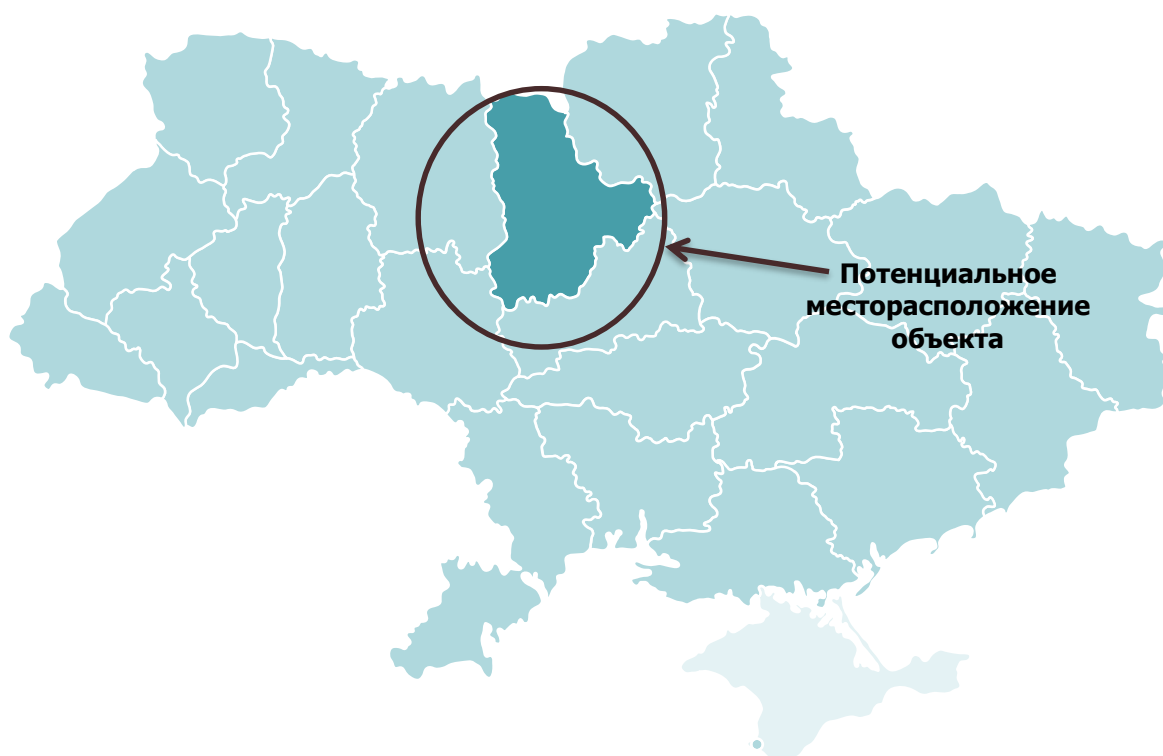 Потенциальное
месторасположение
объекта